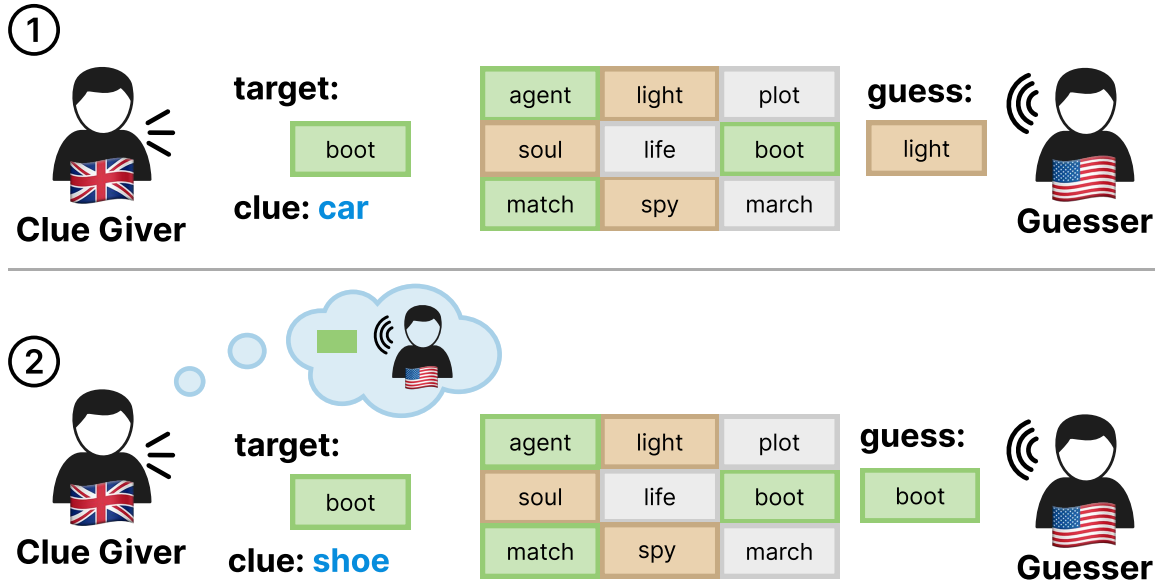 1
target:
boot
clue: car
Clue Giver
agent light plot
soul life boot
match spy march
guess:
light
Guesser
2
target:
boot
clue: shoe
Clue Giver
agent light plot
soul life boot
match spy march
guess:
boot
Guesser